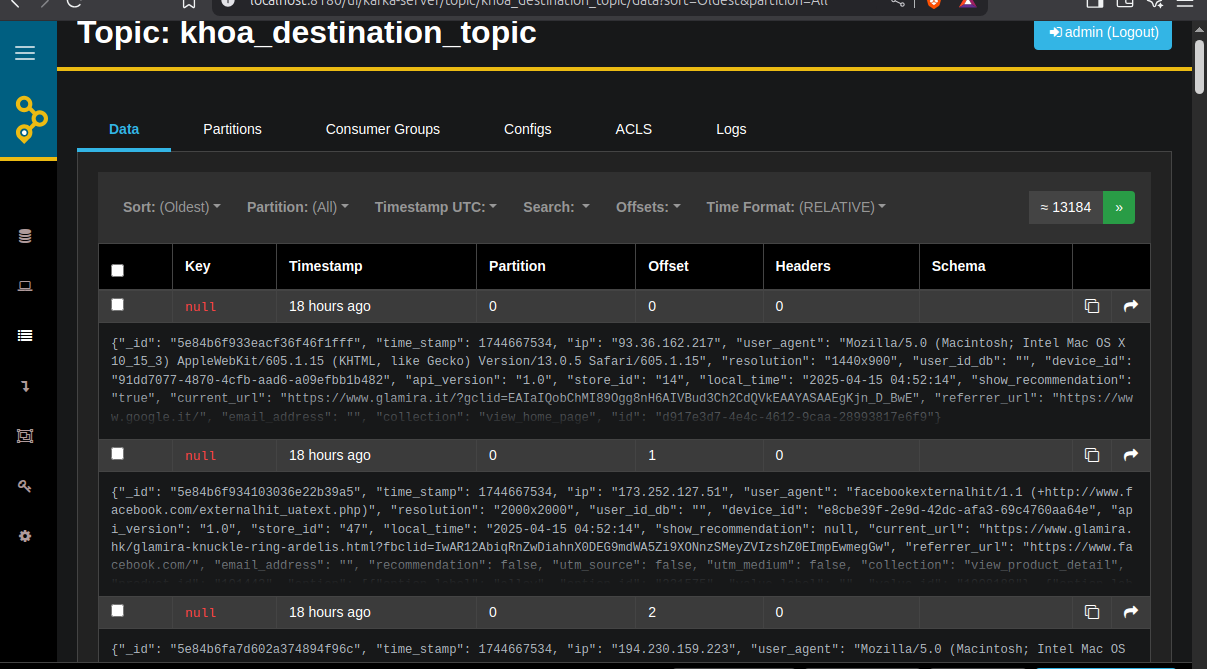 localhost:8180/ui/kafka-server/topic/khoa_destination_topic/data?sort=Oldest&partition=All
Topic: khoa_destination_topic
admin (Logout)
Data Partitions Consumer Groups Configs ACLS Logs
Sort: (Oldest) Partition: (All) Timestamp UTC: Search: Offsets: Time Format: (RELATIVE) ≈ 13184 »
Key Timestamp Partition Offset Headers Schema
null 18 hours ago 0 0 0
{"_id": "5e84b6f933eacf36f46f1fff", "time_stamp": 1744667534, "ip": "93.36.162.217", "user_agent": "Mozilla/5.0 (Macintosh; Intel Mac OS X
10_15_3) AppleWebKit/605.1.15 (KHTML, like Gecko) Version/13.0.5 Safari/605.1.15", "resolution": "1440x900", "user_id_db": "", "device_id":
"91dd7077-4870-4cfb-aad6-a09efbb1b482", "api_version": "1.0", "store_id": "14", "local_time": "2025-04-15 04:52:14", "show_recommendation":
"true", "current_url": "https://www.glamira.it/?gclid=EAIaIQobChMI89Ogg8nH6AIVBud3Ch2CdQVkEAAYASAAEgKjn_D_BwE", "referrer_url": "https://ww
w.google.it/", "email_address": "", "collection": "view_home_page", "id": "d917e3d7-4e4c-4612-9caa-28993817e6f9"}
null 18 hours ago 0 1 0
{"_id": "5e84b6f934103036e22b39a5", "time_stamp": 1744667534, "ip": "173.252.127.51", "user_agent": "facebookexternalhit/1.1 (+http://www.f
acebook.com/externalhit_uatext.php)", "resolution": "2000x2000", "user_id_db": "", "device_id": "e8cbe39f-2e9d-42dc-afa3-69c4760aa64e", "ap
i_version": "1.0", "store_id": "47", "local_time": "2025-04-15 04:52:14", "show_recommendation": null, "current_url": "https://www.glamira.
hk/glamira-knuckle-ring-ardelis.html?fbclid=IwAR12AbiqRnZwDiahnX0DEG9mdWA5Zi9XONnzSMeyZVIzshZ0EImpEwmegGw", "referrer_url": "https://www.fa
cebook.com/", "email_address": "", "recommendation": false, "utm_source": false, "utm_medium": false, "collection": "view_product_detail",
null 18 hours ago 0 2 0
{"_id": "5e84b6fa7d602a374894f96c", "time_stamp": 1744667534, "ip": "194.230.159.223", "user_agent": "Mozilla/5.0 (Macintosh; Intel Mac OS